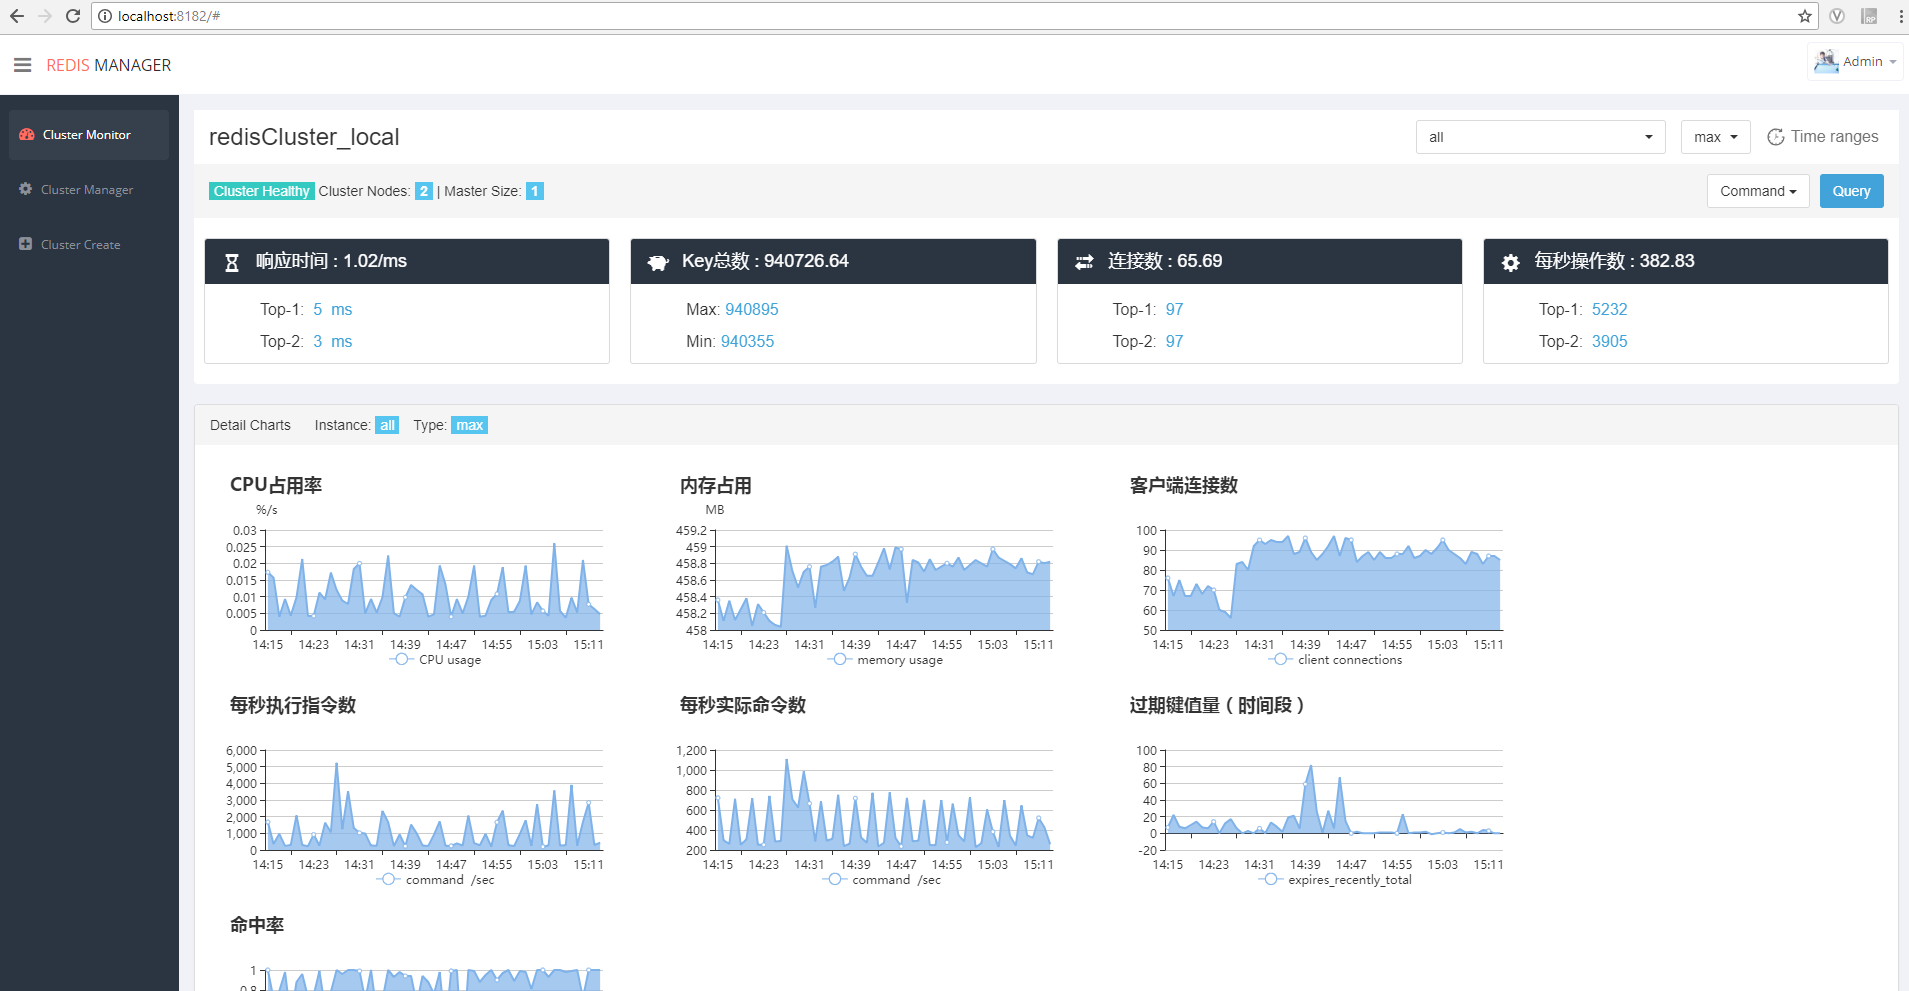 localhost:8182/#
REDIS MANAGER
Admin
Cluster Monitor
Cluster Manager
Cluster Create
redisCluster_local
all
max
Time ranges
Cluster Healthy Cluster Nodes: 2 | Master Size: 1
Command
Query
响应时间 : 1.02/ms
Top-1: 5 ms
Top-2: 3 ms
Key总数 : 940726.64
Max: 940895
Min: 940355
连接数 : 65.69
Top-1: 97
Top-2: 97
每秒操作数 : 382.83
Top-1: 5232
Top-2: 3905
Detail Charts Instance: all Type: max
CPU占用率
%/s
0.03
0.025
0.02
0.015
0.01
0.005
0
14:15 14:23 14:31 14:39 14:47 14:55 15:03 15:11
CPU usage
内存占用
MB
459.2
459
458.8
458.6
458.4
458.2
458
14:15 14:23 14:31 14:39 14:47 14:55 15:03 15:11
memory usage
客户端连接数
100
90
80
70
60
50
14:15 14:23 14:31 14:39 14:47 14:55 15:03 15:11
client connections
每秒执行指令数
6,000
5,000
4,000
3,000
2,000
1,000
0
14:15 14:23 14:31 14:39 14:47 14:55 15:03 15:11
command /sec
每秒实际命令数
1,200
1,000
800
600
400
200
14:15 14:23 14:31 14:39 14:47 14:55 15:03 15:11
command /sec
过期键值量（时间段）
100
80
60
40
20
0
-20
14:15 14:23 14:31 14:39 14:47 14:55 15:03 15:11
expires_recently_total
命中率
1
0.8